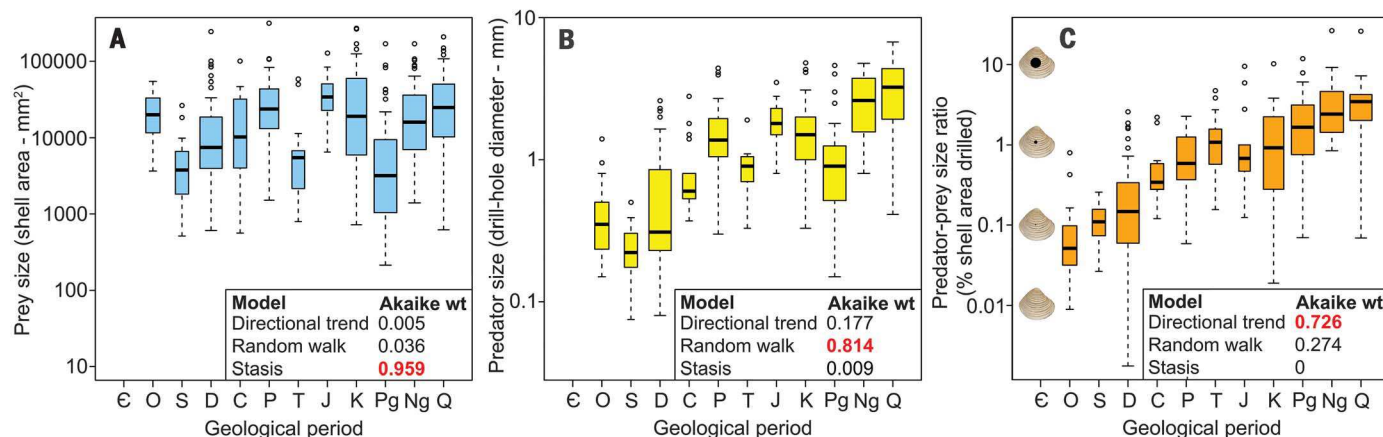 A
Prey size (shell area - mm²)
100000
10000
1000
100
10
Model Akaike wt
Directional trend 0.005
Random walk 0.036
Stasis 0.959
Є O S D C P T J K Pg Ng Q
Geological period
B
Predator size (drill-hole diameter - mm)
10
1
0.1
Model Akaike wt
Directional trend 0.177
Random walk 0.814
Stasis 0.009
Є O S D C P T J K Pg Ng Q
Geological period
C
Predator-prey size ratio
(% shell area drilled)
10
1
0.1
0.01
Model Akaike wt
Directional trend 0.726
Random walk 0.274
Stasis 0
Є O S D C P T J K Pg Ng Q
Geological period